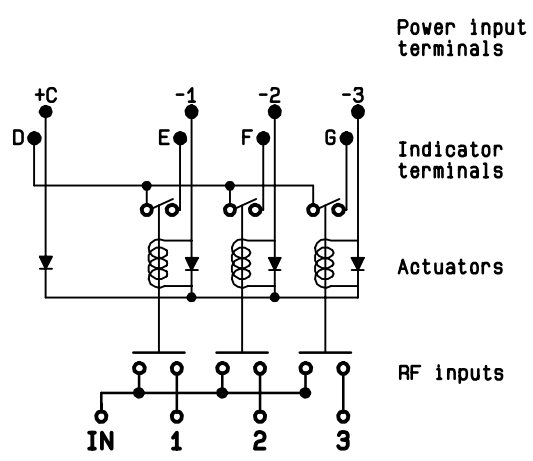 Power input
terminals
+C -1 -2 -3
D E F G
Indicator
terminals
Actuators
RF inputs
IN 1 2 3